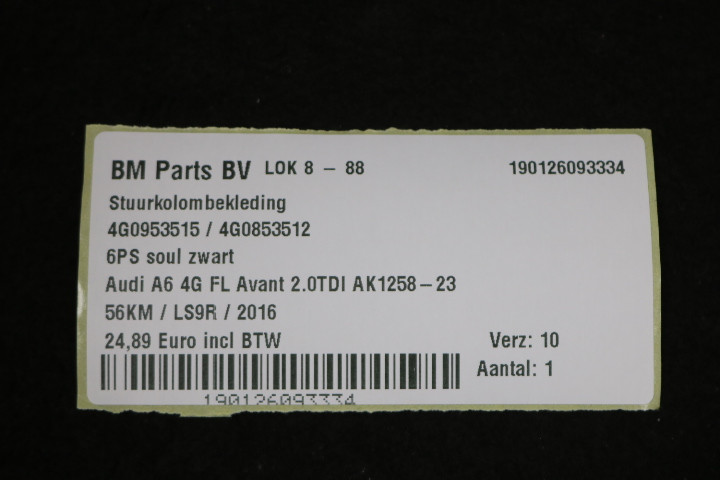 BM Parts BV LOK 8 - 88 190126093334
Stuurkolombekleding
4G0953515 / 4G0853512
6PS soul zwart
Audi A6 4G FL Avant 2.0TDI AK1258-23
56KM / LS9R / 2016
24,89 Euro incl BTW Verz: 10
Aantal: 1
190126093334